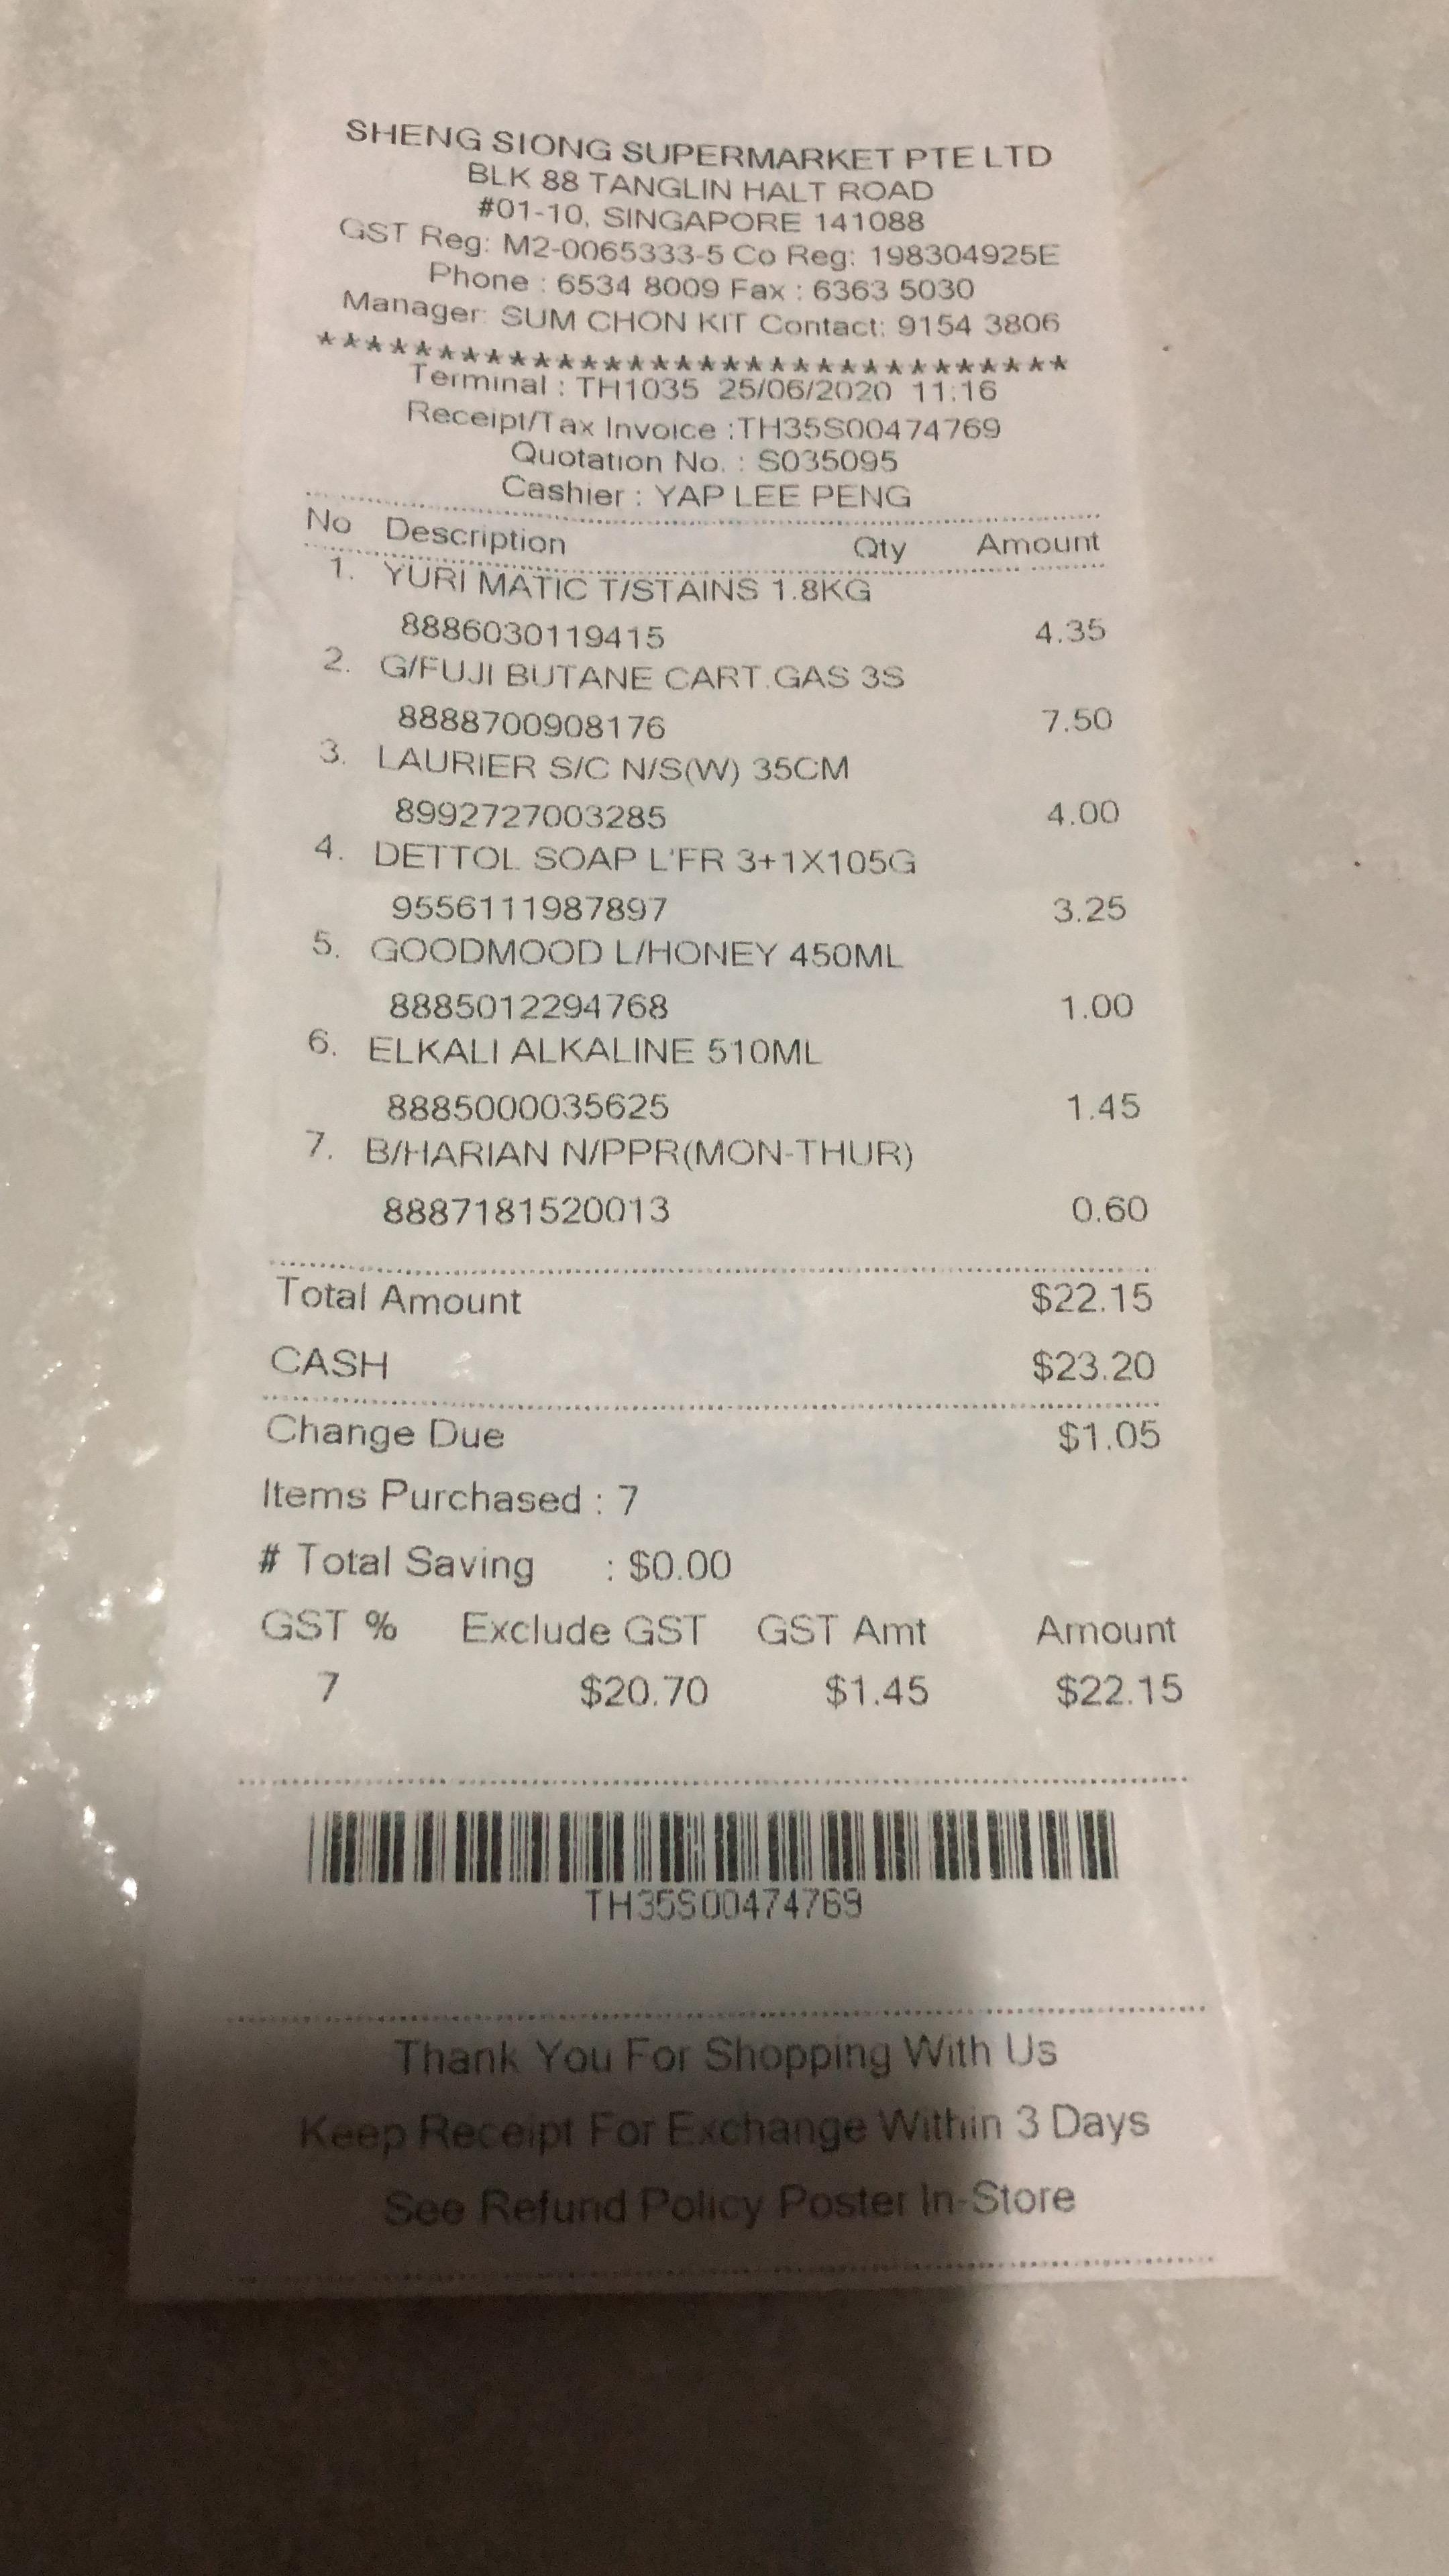 SHENG SIONG SUPERMARKET PTE LTD
BLK 88 TANGLIN HALT ROAD
#01-10, SINGAPORE 141088
GST Reg: M2-0065333-5 Co Reg: 198304925E
Phone : 6534 8009 Fax : 6363 5030
Manager: SUM CHON KIT Contact: 9154 3806
********************************
Terminal : TH1035 25/06/2020 11:16
Receipt/Tax Invoice :TH35S00474769
Quotation No. : S035095
Cashier : YAP LEE PENG
No Description Qty Amount
1. YURI MATIC T/STAINS 1.8KG
8886030119415 4.35
2. G/FUJI BUTANE CART.GAS 3S
8888700908176 7.50
3. LAURIER S/C N/S(W) 35CM
8992727003285 4.00
4. DETTOL SOAP L'FR 3+1X105G
9556111987897 3.25
5. GOODMOOD L/HONEY 450ML
8885012294768 1.00
6. ELKALI ALKALINE 510ML
8885000035625 1.45
7. B/HARIAN N/PPR(MON-THUR)
8887181520013 0.60
Total Amount $22.15
CASH $23.20
Change Due $1.05
Items Purchased : 7
# Total Saving : $0.00
GST % Exclude GST GST Amt Amount
7 $20.70 $1.45 $22.15
TH35S00474769
Thank You For Shopping With Us
Keep Receipt For Exchange Within 3 Days
See Refund Policy Poster In-Store